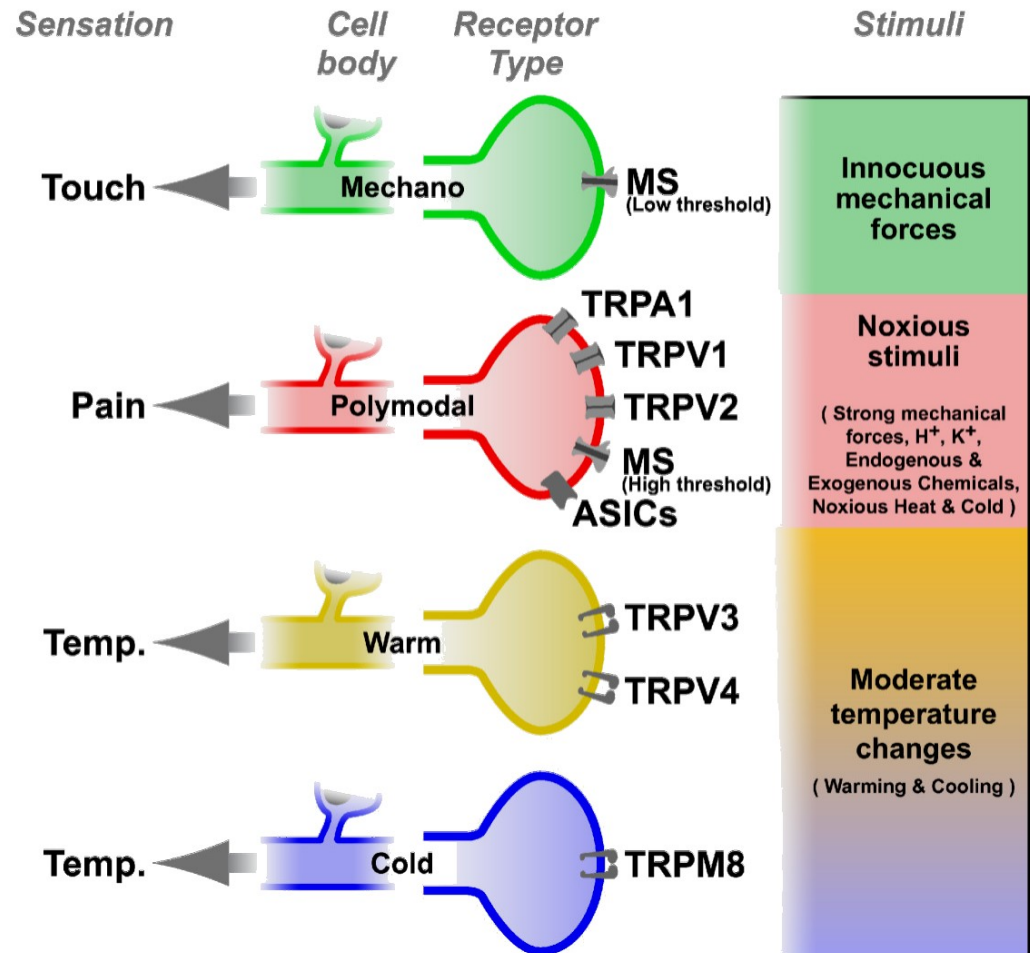 Sensation
Cell
body
Receptor
Type
Stimuli
Touch
Mechano
MS
(Low threshold)
Innocuous
mechanical
forces
Pain
Polymodal
TRPA1
TRPV1
TRPV2
MS
(High threshold)
ASICs
Noxious
stimuli
( Strong mechanical
forces, H⁺, K⁺,
Endogenous &
Exogenous Chemicals,
Noxious Heat & Cold )
Temp.
Warm
TRPV3
TRPV4
Moderate
temperature
changes
( Warming & Cooling )
Temp.
Cold
TRPM8